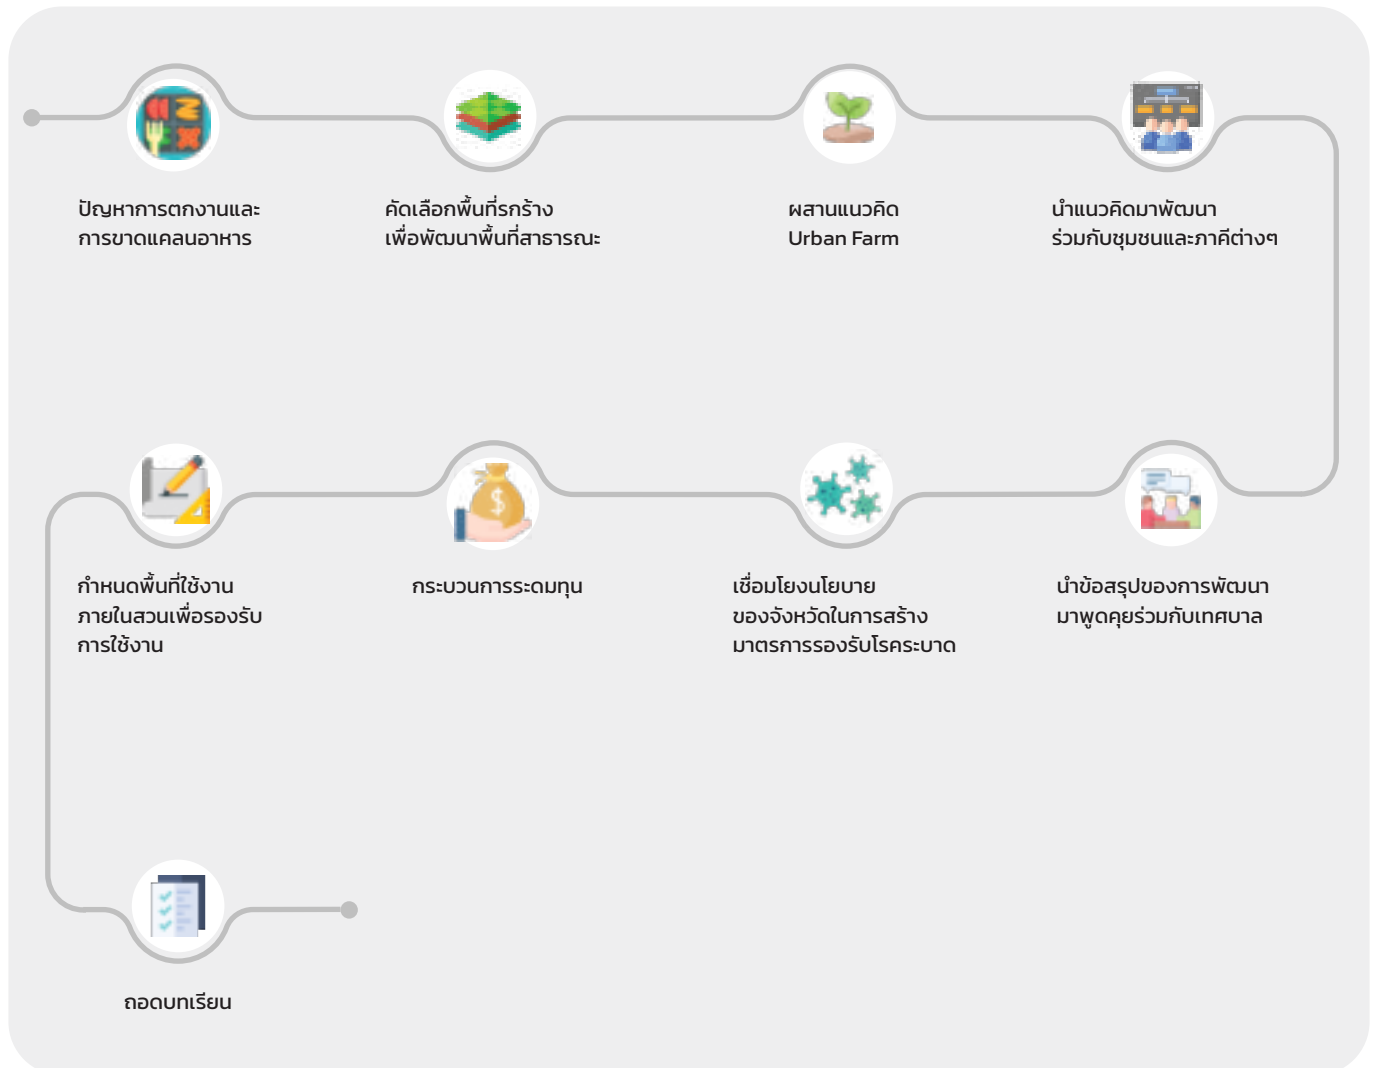 ปัญหาการตกงานและ
การขาดแคลนอาหาร
คัดเลือกพื้นที่รกร้าง
เพื่อพัฒนาพื้นที่สาธารณะ
ผสานแนวคิด
Urban Farm
นำแนวคิดมาพัฒนา
ร่วมกับชุมชนและภาคีต่างๆ
นำข้อสรุปของการพัฒนา
มาพูดคุยร่วมกับเทศบาล
เชื่อมโยงนโยบาย
ของจังหวัดในการสร้าง
มาตรการรองรับโรคระบาด
กระบวนการระดมทุน
กำหนดพื้นที่ใช้งาน
ภายในสวนเพื่อรองรับ
การใช้งาน
ถอดบทเรียน